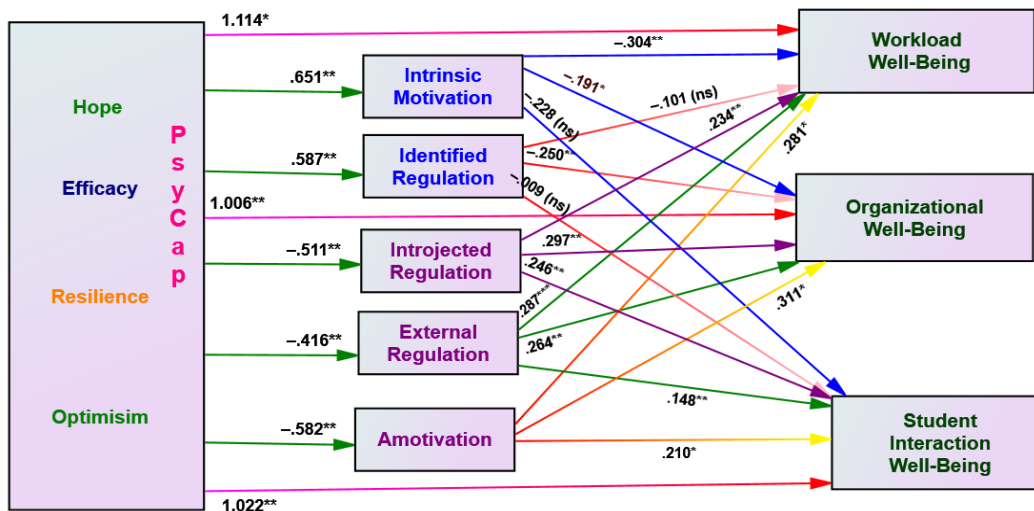 1.114*
–.304**
Workload
Well-Being
.651**
Intrinsic
Motivation
–.191*
–.101 (ns)
Hope
–.228 (ns)
.234**
.281*
PsyCap
Efficacy
.587**
Identified
Regulation
–.250**
–.009 (ns)
1.006**
Organizational
Well-Being
–.511**
Introjected
Regulation
.297**
.246**
Resilience
.287***
.311*
–.416**
External
Regulation
.264**
.148**
Optimisim
–.582**
Amotivation
.210*
Student
Interaction
Well-Being
1.022**